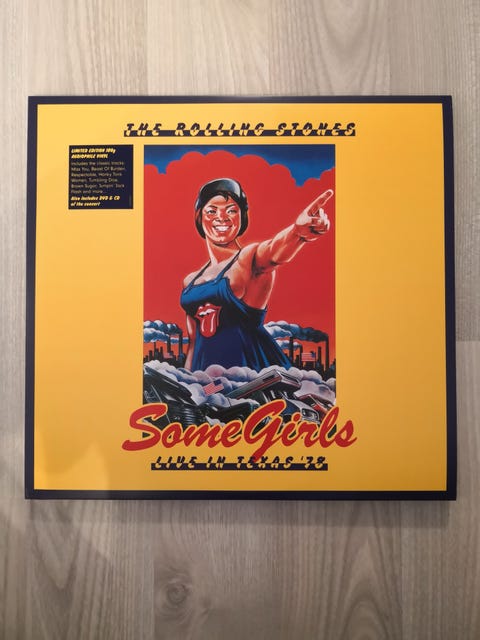 THE ROLLING STONES
LIMITED EDITION 180g
AUDIOPHILE VINYL
Includes the classic tracks:
Miss You, Beast Of Burden,
Respectable, Honky Tonk
Women, Tumbling Dice,
Brown Sugar, Jumpin' Jack
Flash and more...
Also includes DVD & CD
of the concert
Some Girls
LIVE IN TEXAS '78